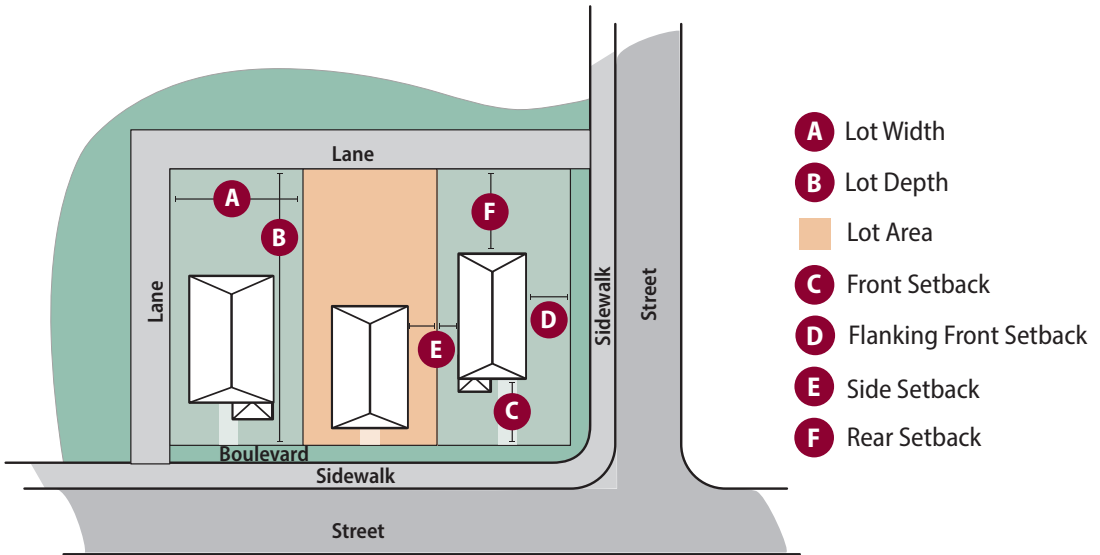 Lane
A
B
F
Lane
Sidewalk
Street
D
E
C
Boulevard
Sidewalk
Street
A Lot Width
B Lot Depth
Lot Area
C Front Setback
D Flanking Front Setback
E Side Setback
F Rear Setback